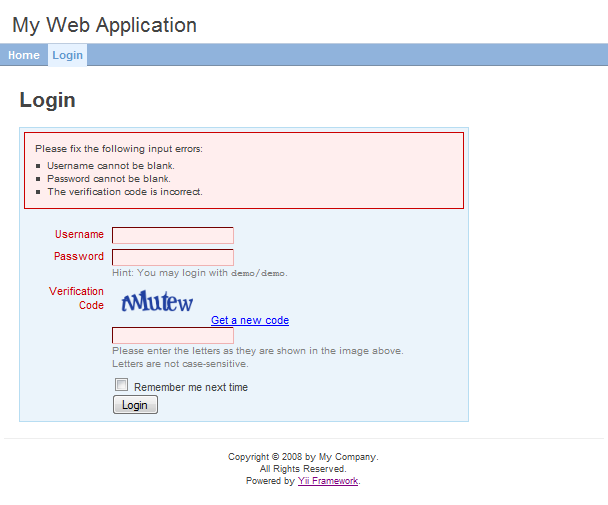 My Web Application
Home Login
Login
Please fix the following input errors:
Username cannot be blank.
Password cannot be blank.
The verification code is incorrect.
Username
Password
Hint: You may login with demo/demo.
Verification
Code
Get a new code
Please enter the letters as they are shown in the image above.
Letters are not case-sensitive.
Remember me next time
Login
Copyright © 2008 by My Company.
All Rights Reserved.
Powered by Yii Framework.